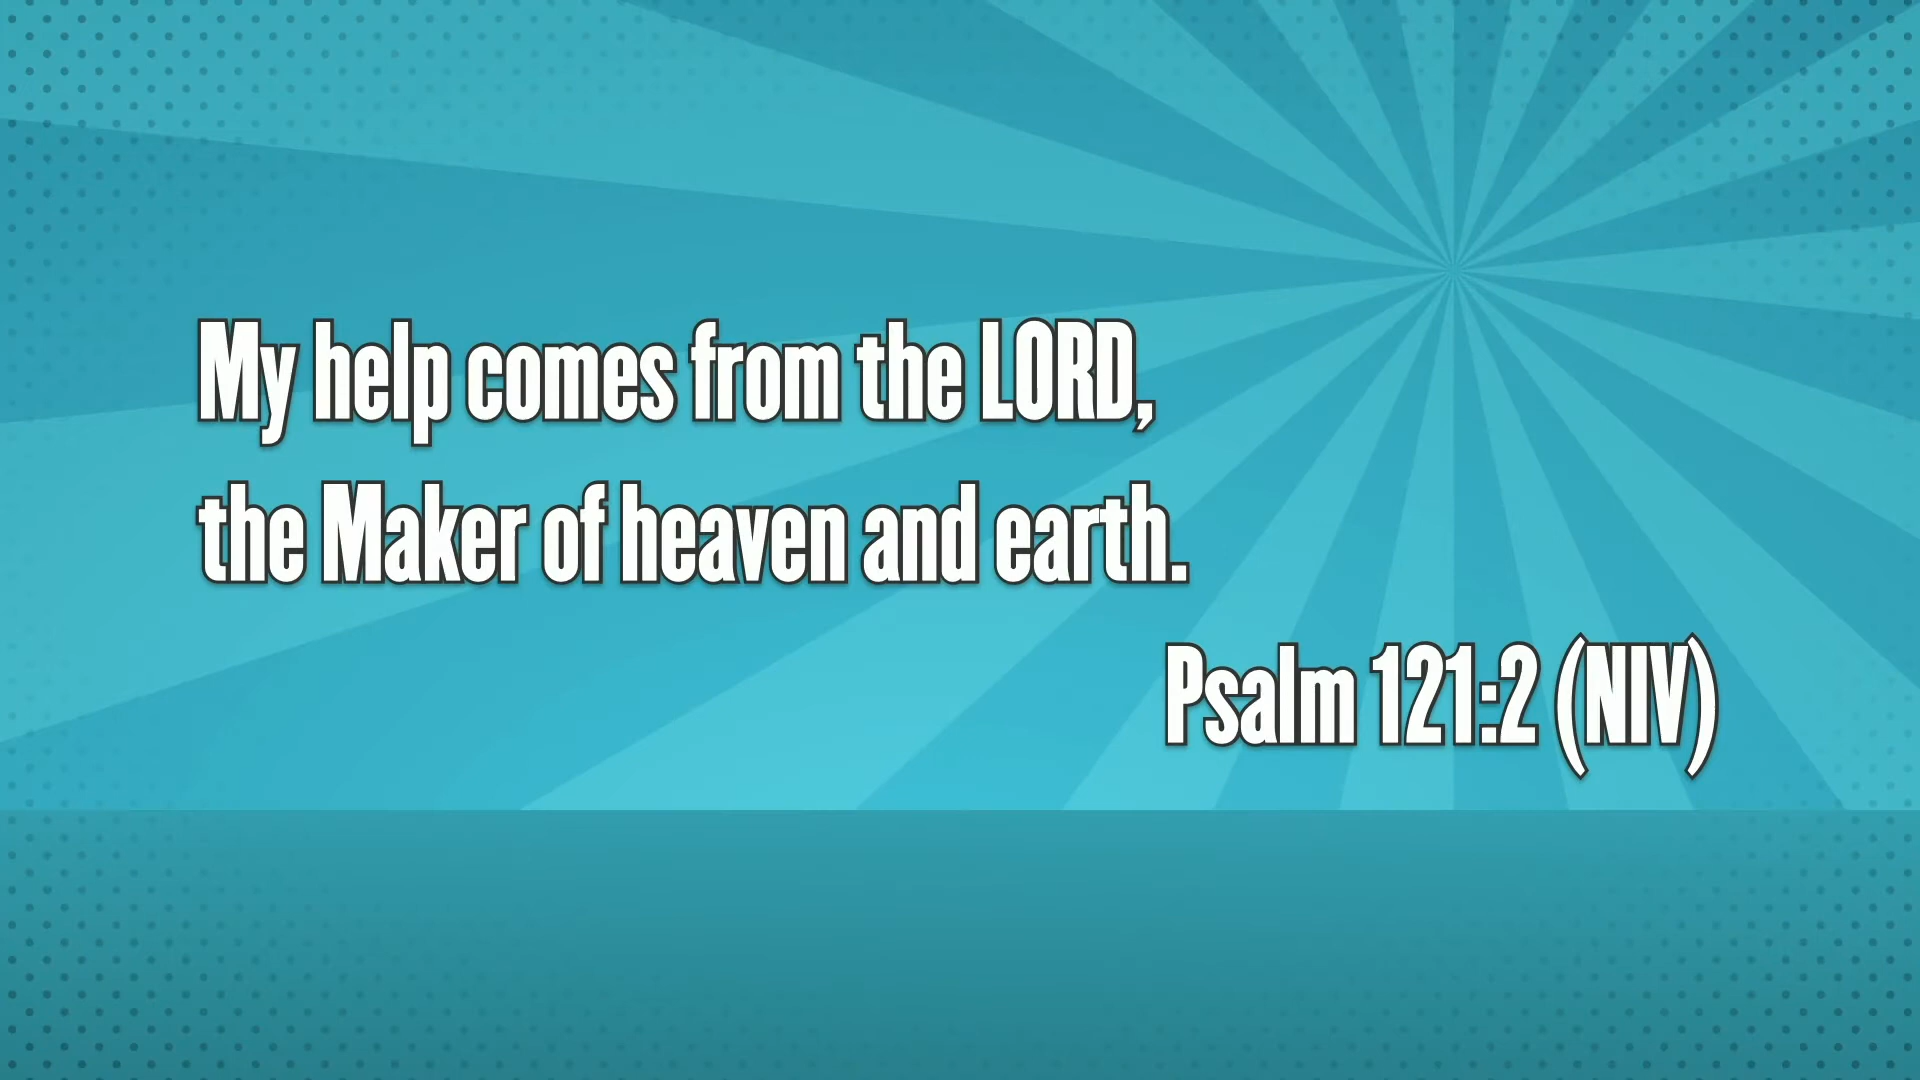 My help comes from the LORD,
the Maker of heaven and earth.
Psalm 121:2 (NIV)